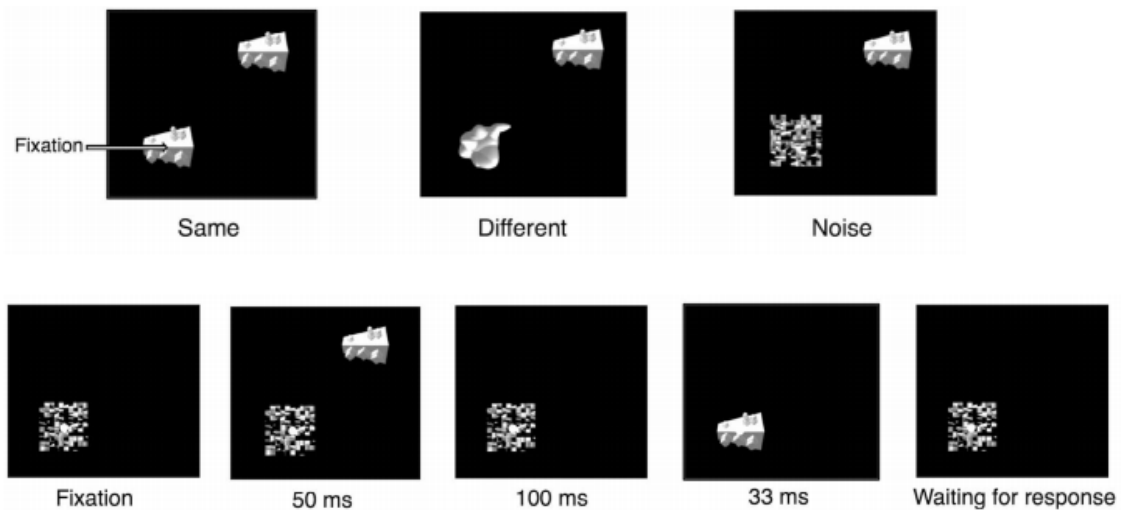 Fixation
Same Different Noise
Fixation 50 ms 100 ms 33 ms Waiting for response